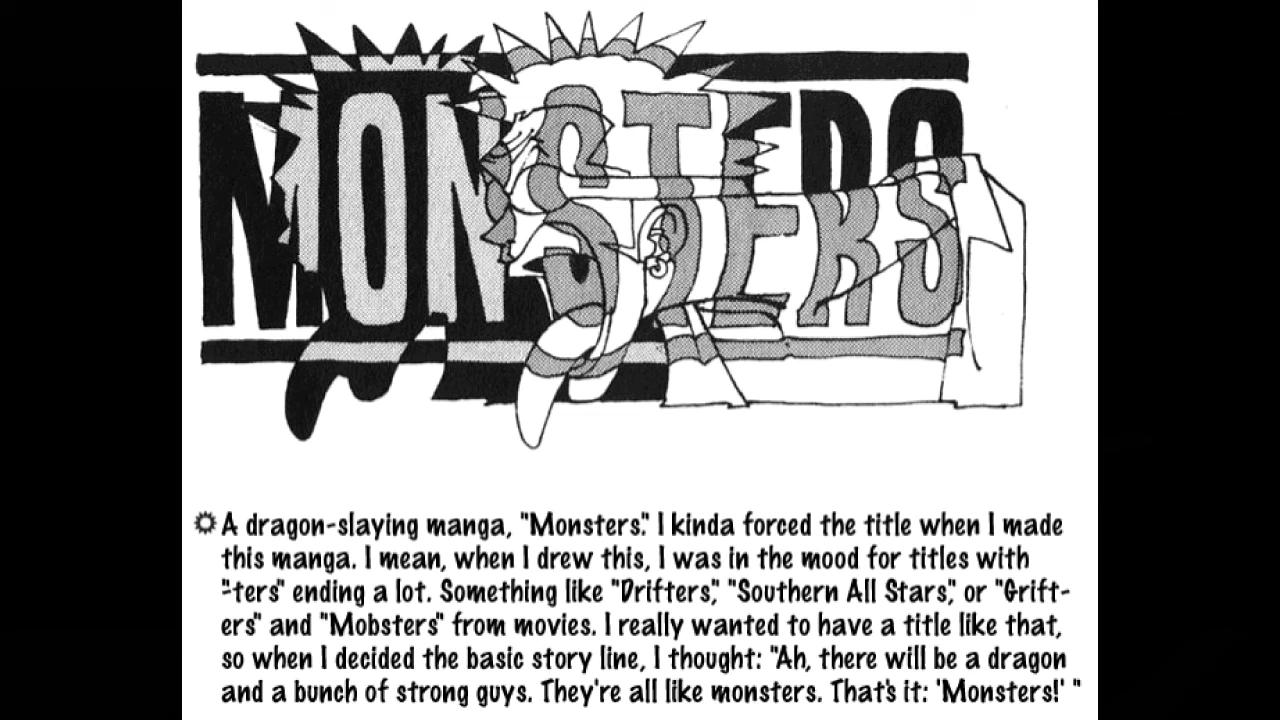 MONSTERS
A dragon-slaying manga, "Monsters." I kinda forced the title when I made
this manga. I mean, when I drew this, I was in the mood for titles with
"-ters" ending a lot. Something like "Drifters," "Southern All Stars," or "Grift-
ers" and "Mobsters" from movies. I really wanted to have a title like that,
so when I decided the basic story line, I thought: "Ah, there will be a dragon
and a bunch of strong guys. They're all like monsters. That's it: 'Monsters!' "